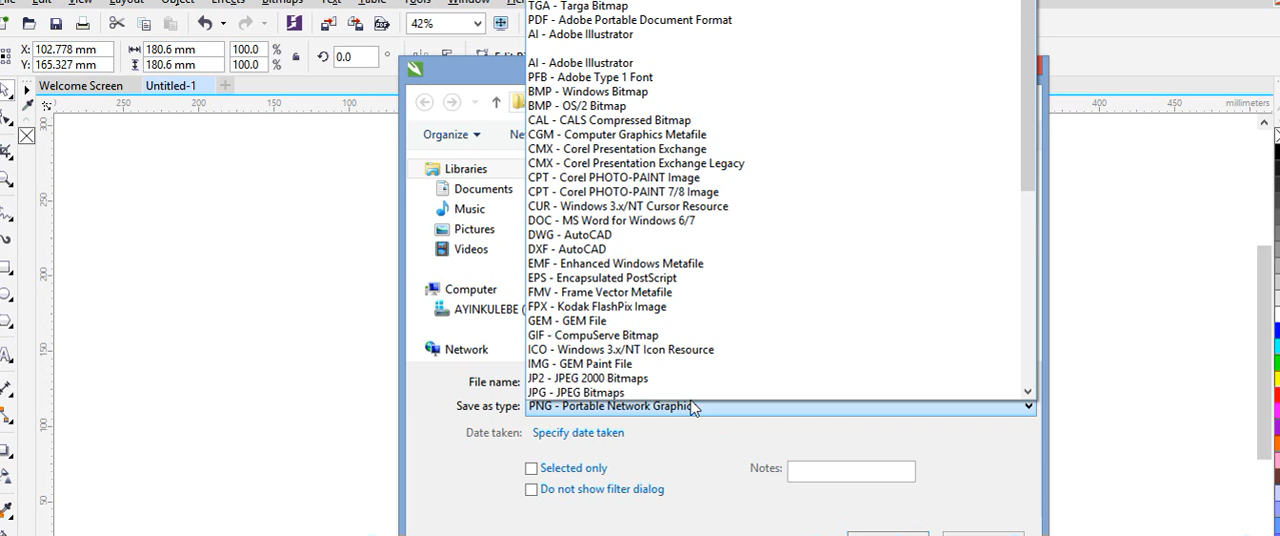 File Edit View Layout Object Effects Bitmaps Text Table Tools Window Help
42%
X: 102.778 mm
Y: 165.327 mm
180.6 mm
180.6 mm
100.0
100.0
%
%
0.0
°
Welcome Screen
Untitled-1
250
200
150
100
400
450
millimeters
300
250
200
150
100
50
Organize
Libraries
Documents
Music
Pictures
Videos
Computer
AYINKULEBE (
Network
TGA - Targa Bitmap
PDF - Adobe Portable Document Format
AI - Adobe Illustrator
AI - Adobe Illustrator
PFB - Adobe Type 1 Font
BMP - Windows Bitmap
BMP - OS/2 Bitmap
CAL - CALS Compressed Bitmap
CGM - Computer Graphics Metafile
CMX - Corel Presentation Exchange
CMX - Corel Presentation Exchange Legacy
CPT - Corel PHOTO-PAINT Image
CPT - Corel PHOTO-PAINT 7/8 Image
CUR - Windows 3.x/NT Cursor Resource
DOC - MS Word for Windows 6/7
DWG - AutoCAD
DXF - AutoCAD
EMF - Enhanced Windows Metafile
EPS - Encapsulated PostScript
FMV - Frame Vector Metafile
FPX - Kodak FlashPix Image
GEM - GEM File
GIF - CompuServe Bitmap
ICO - Windows 3.x/NT Icon Resource
IMG - GEM Paint File
JP2 - JPEG 2000 Bitmaps
JPG - JPEG Bitmaps
File name:
Save as type: PNG - Portable Network Graphic
Date taken: Specify date taken
Selected only
Notes:
Do not show filter dialog